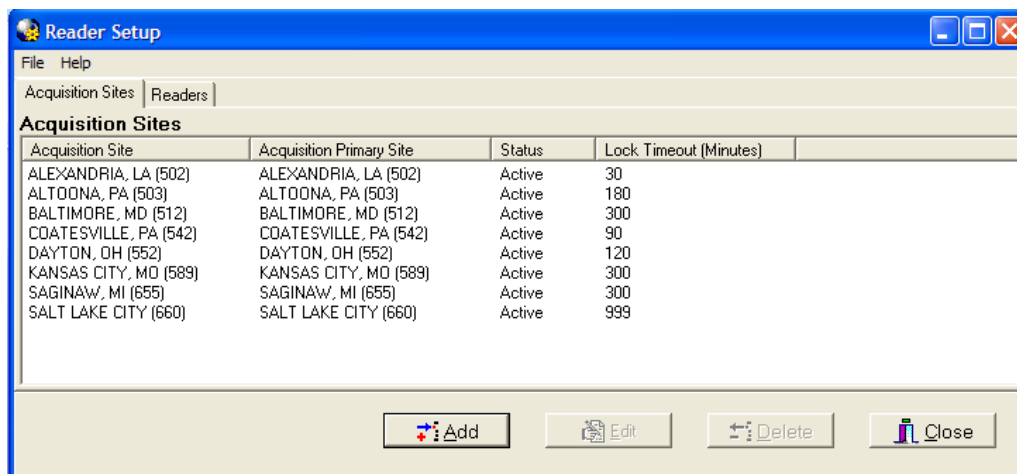 Reader Setup
File Help
Acquisition Sites Readers
Acquisition Sites
Acquisition Site Acquisition Primary Site Status Lock Timeout (Minutes)
ALEXANDRIA, LA (502) ALEXANDRIA, LA (502) Active 30
ALTOONA, PA (503) ALTOONA, PA (503) Active 180
BALTIMORE, MD (512) BALTIMORE, MD (512) Active 300
COATESVILLE, PA (542) COATESVILLE, PA (542) Active 90
DAYTON, OH (552) DAYTON, OH (552) Active 120
KANSAS CITY, MO (589) KANSAS CITY, MO (589) Active 300
SAGINAW, MI (655) SAGINAW, MI (655) Active 300
SALT LAKE CITY (660) SALT LAKE CITY (660) Active 999
Add Edit Delete Close